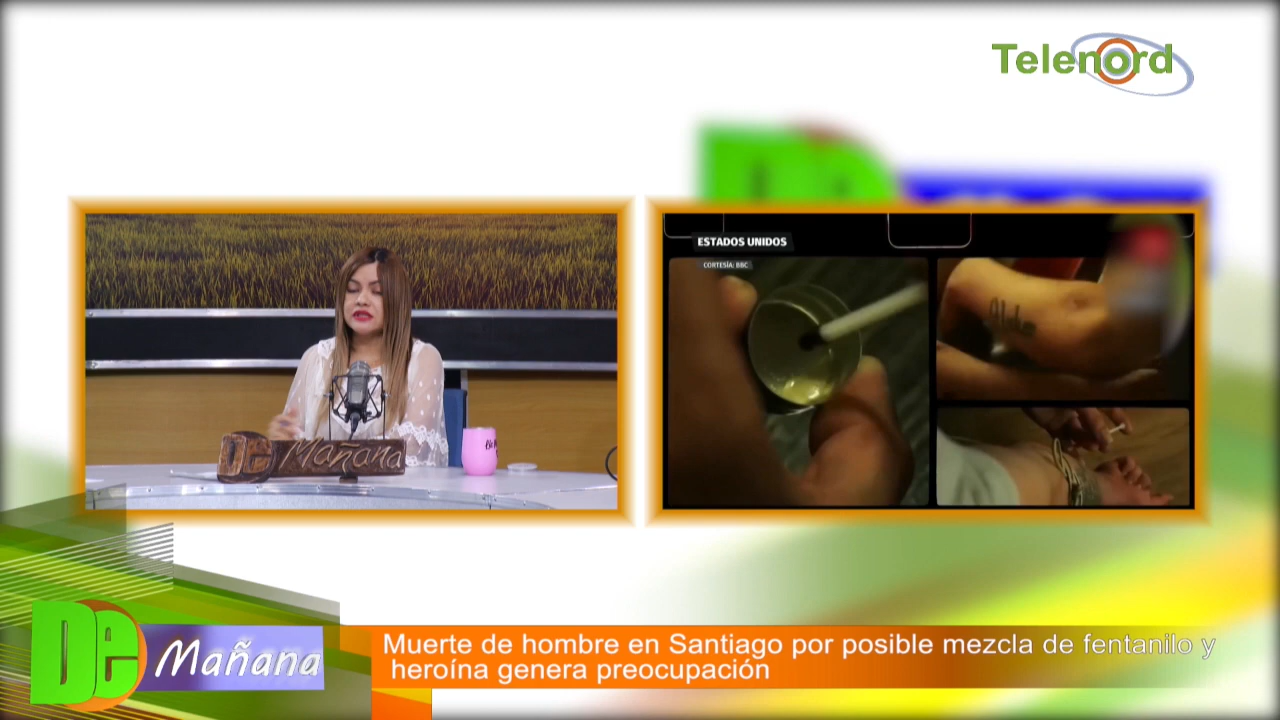 Telenord
ESTADOS UNIDOS
CORTESÍA: BBC
De Mañana
De Mañana
Muerte de hombre en Santiago por posible mezcla de fentanilo y
heroína genera preocupación